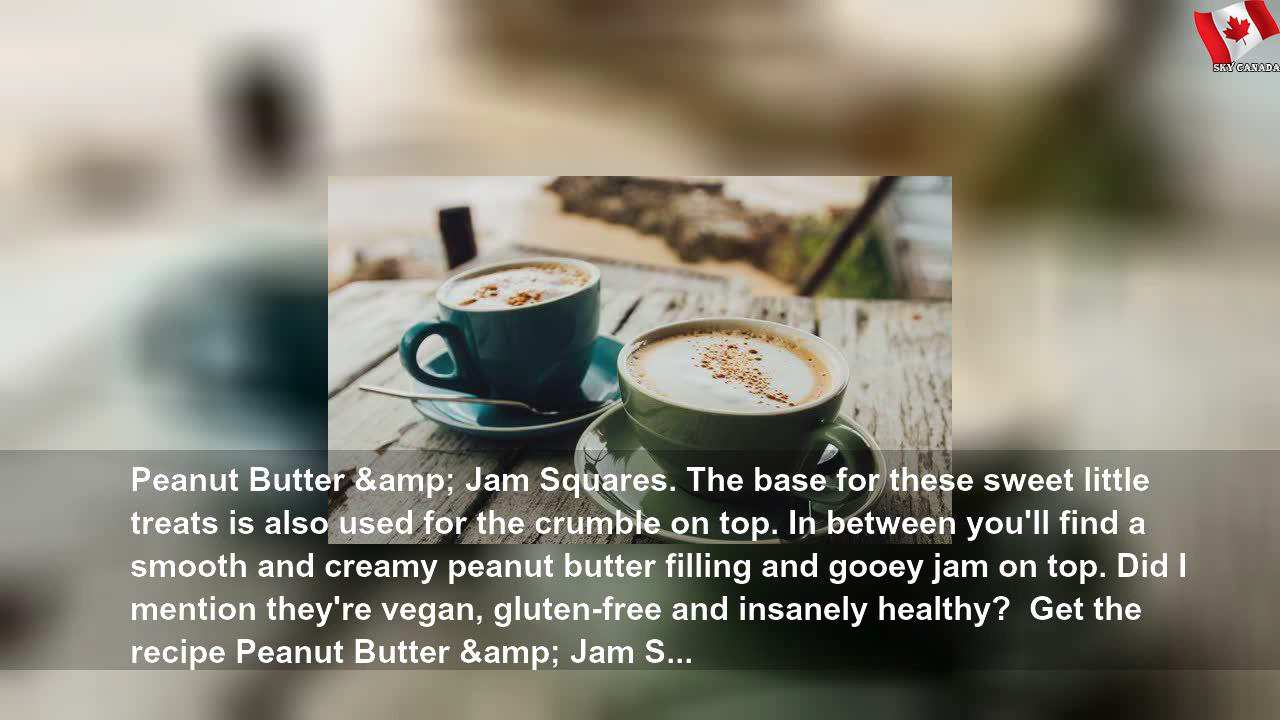 SKY CANADA
Peanut Butter &amp; Jam Squares. The base for these sweet little
treats is also used for the crumble on top. In between you'll find a
smooth and creamy peanut butter filling and gooey jam on top. Did I
mention they're vegan, gluten-free and insanely healthy?  Get the
recipe Peanut Butter &amp; Jam S...